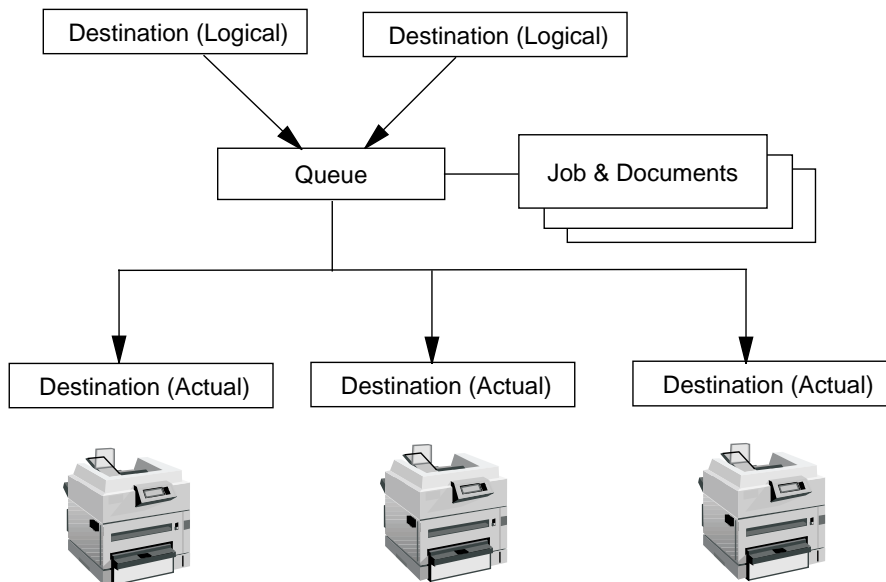 Destination (Logical)
Destination (Logical)
Queue
Job & Documents
Destination (Actual)
Destination (Actual)
Destination (Actual)